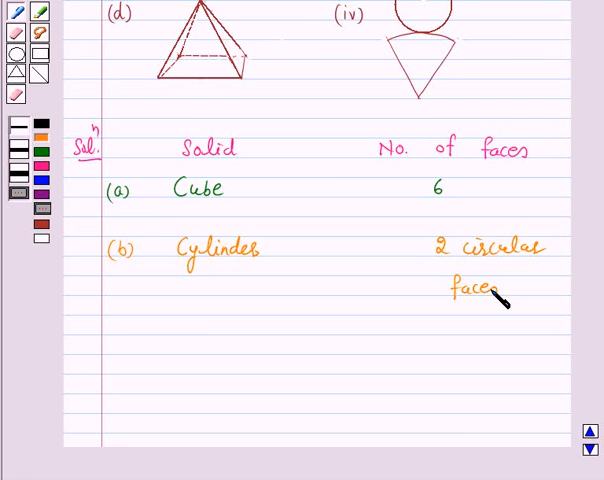 (d) (iv)
Solⁿ. Solid No. of faces
(a) Cube 6
(b) Cylinder 2 circular
faces